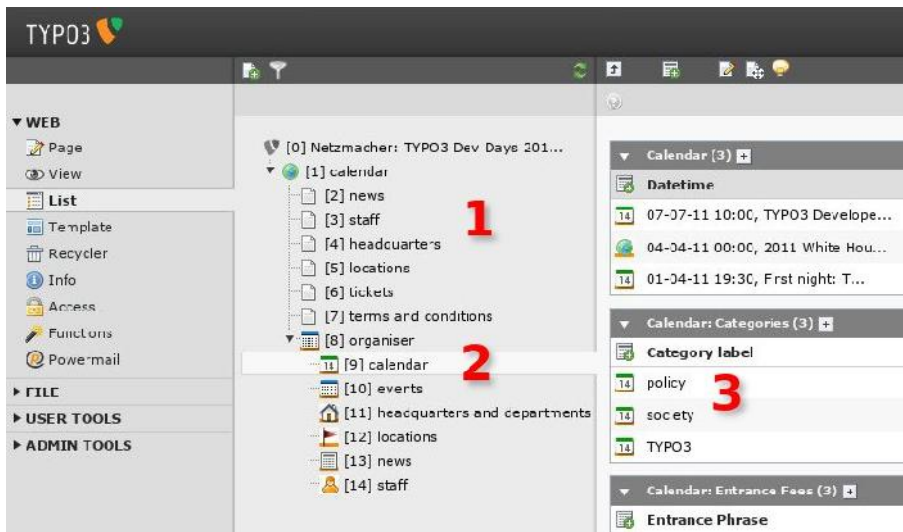 TYPO3
WEB
Page
View
List
Template
Recycler
Info
Access
Functions
Powermail
FILE
USER TOOLS
ADMIN TOOLS
[0] Netzmacher: TYPO3 Dev Days 201...
[1] calendar
[2] news
[3] staff
[4] headquarters
[5] locations
[6] tickets
[7] terms and conditions
[8] organiser
[9] calendar
[10] events
[11] headquarters and departments
[12] locations
[13] news
[14] staff
1
2
Calendar (3)
Datetime
14 07-07-11 10:00, TYPO3 Develope...
04-04-11 00:00, 2011 White Hou...
14 01-04-11 19:30, First night: T...
Calendar: Categories (3)
Category label
14 policy
14 society
14 TYPO3
3
Calendar: Entrance Fees (3)
Entrance Phrase